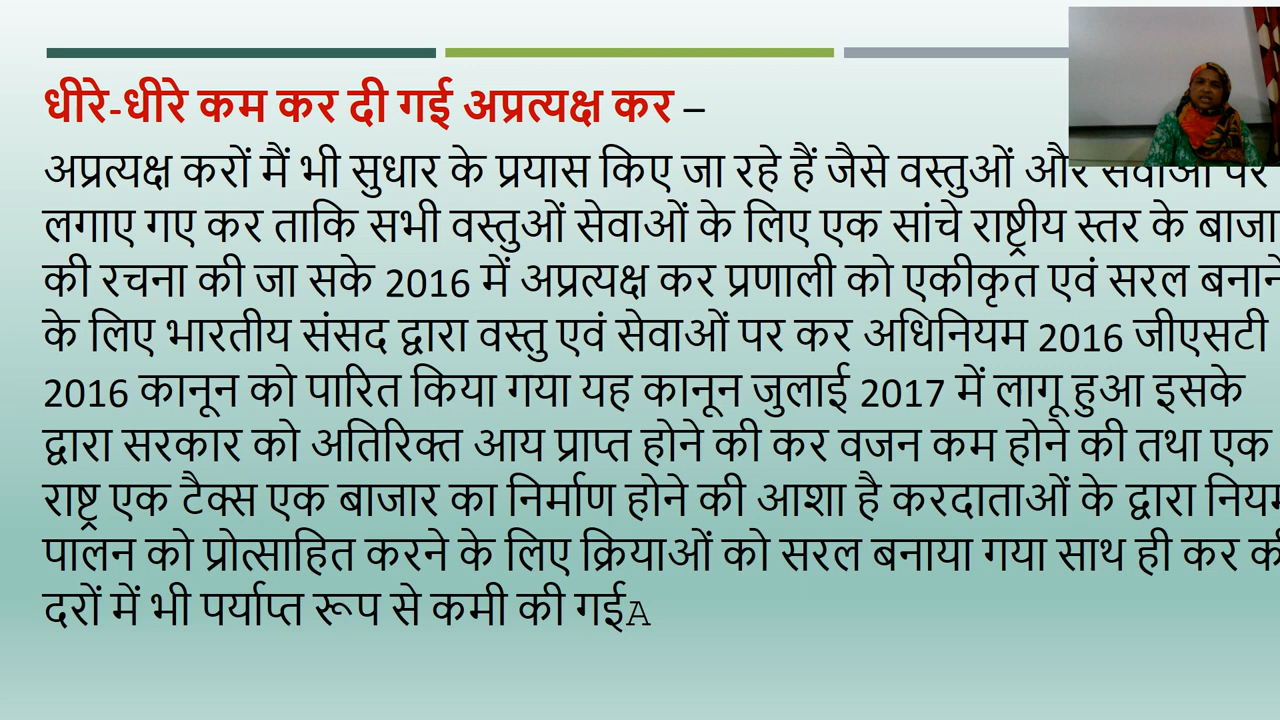 धीरे-धीरे कम कर दी गई अप्रत्यक्ष कर –
अप्रत्यक्ष करों मैं भी सुधार के प्रयास किए जा रहे हैं जैसे वस्तुओं और सेवाओं पर
लगाए गए कर ताकि सभी वस्तुओं सेवाओं के लिए एक सांचे राष्ट्रीय स्तर के
की रचना की जा सके 2016 में अप्रत्यक्ष कर प्रणाली को एकीकृत एवं सरल बनाने
के लिए भारतीय संसद द्वारा वस्तु एवं सेवाओं पर कर अधिनियम 2016 जीएसटी
2016 कानून को पारित किया गया यह कानून जुलाई 2017 में लागू हुआ इसके
द्वारा सरकार को अतिरिक्त आय प्राप्त होने की कर वजन कम होने की तथा एक
राष्ट्र एक टैक्स एक बाजार का निर्माण होने की आशा है करदाताओं के द्वारा
पालन को प्रोत्साहित करने के लिए क्रियाओं को सरल बनाया गया साथ ही कर की
दरों में भी पर्याप्त रूप से कमी की गईA